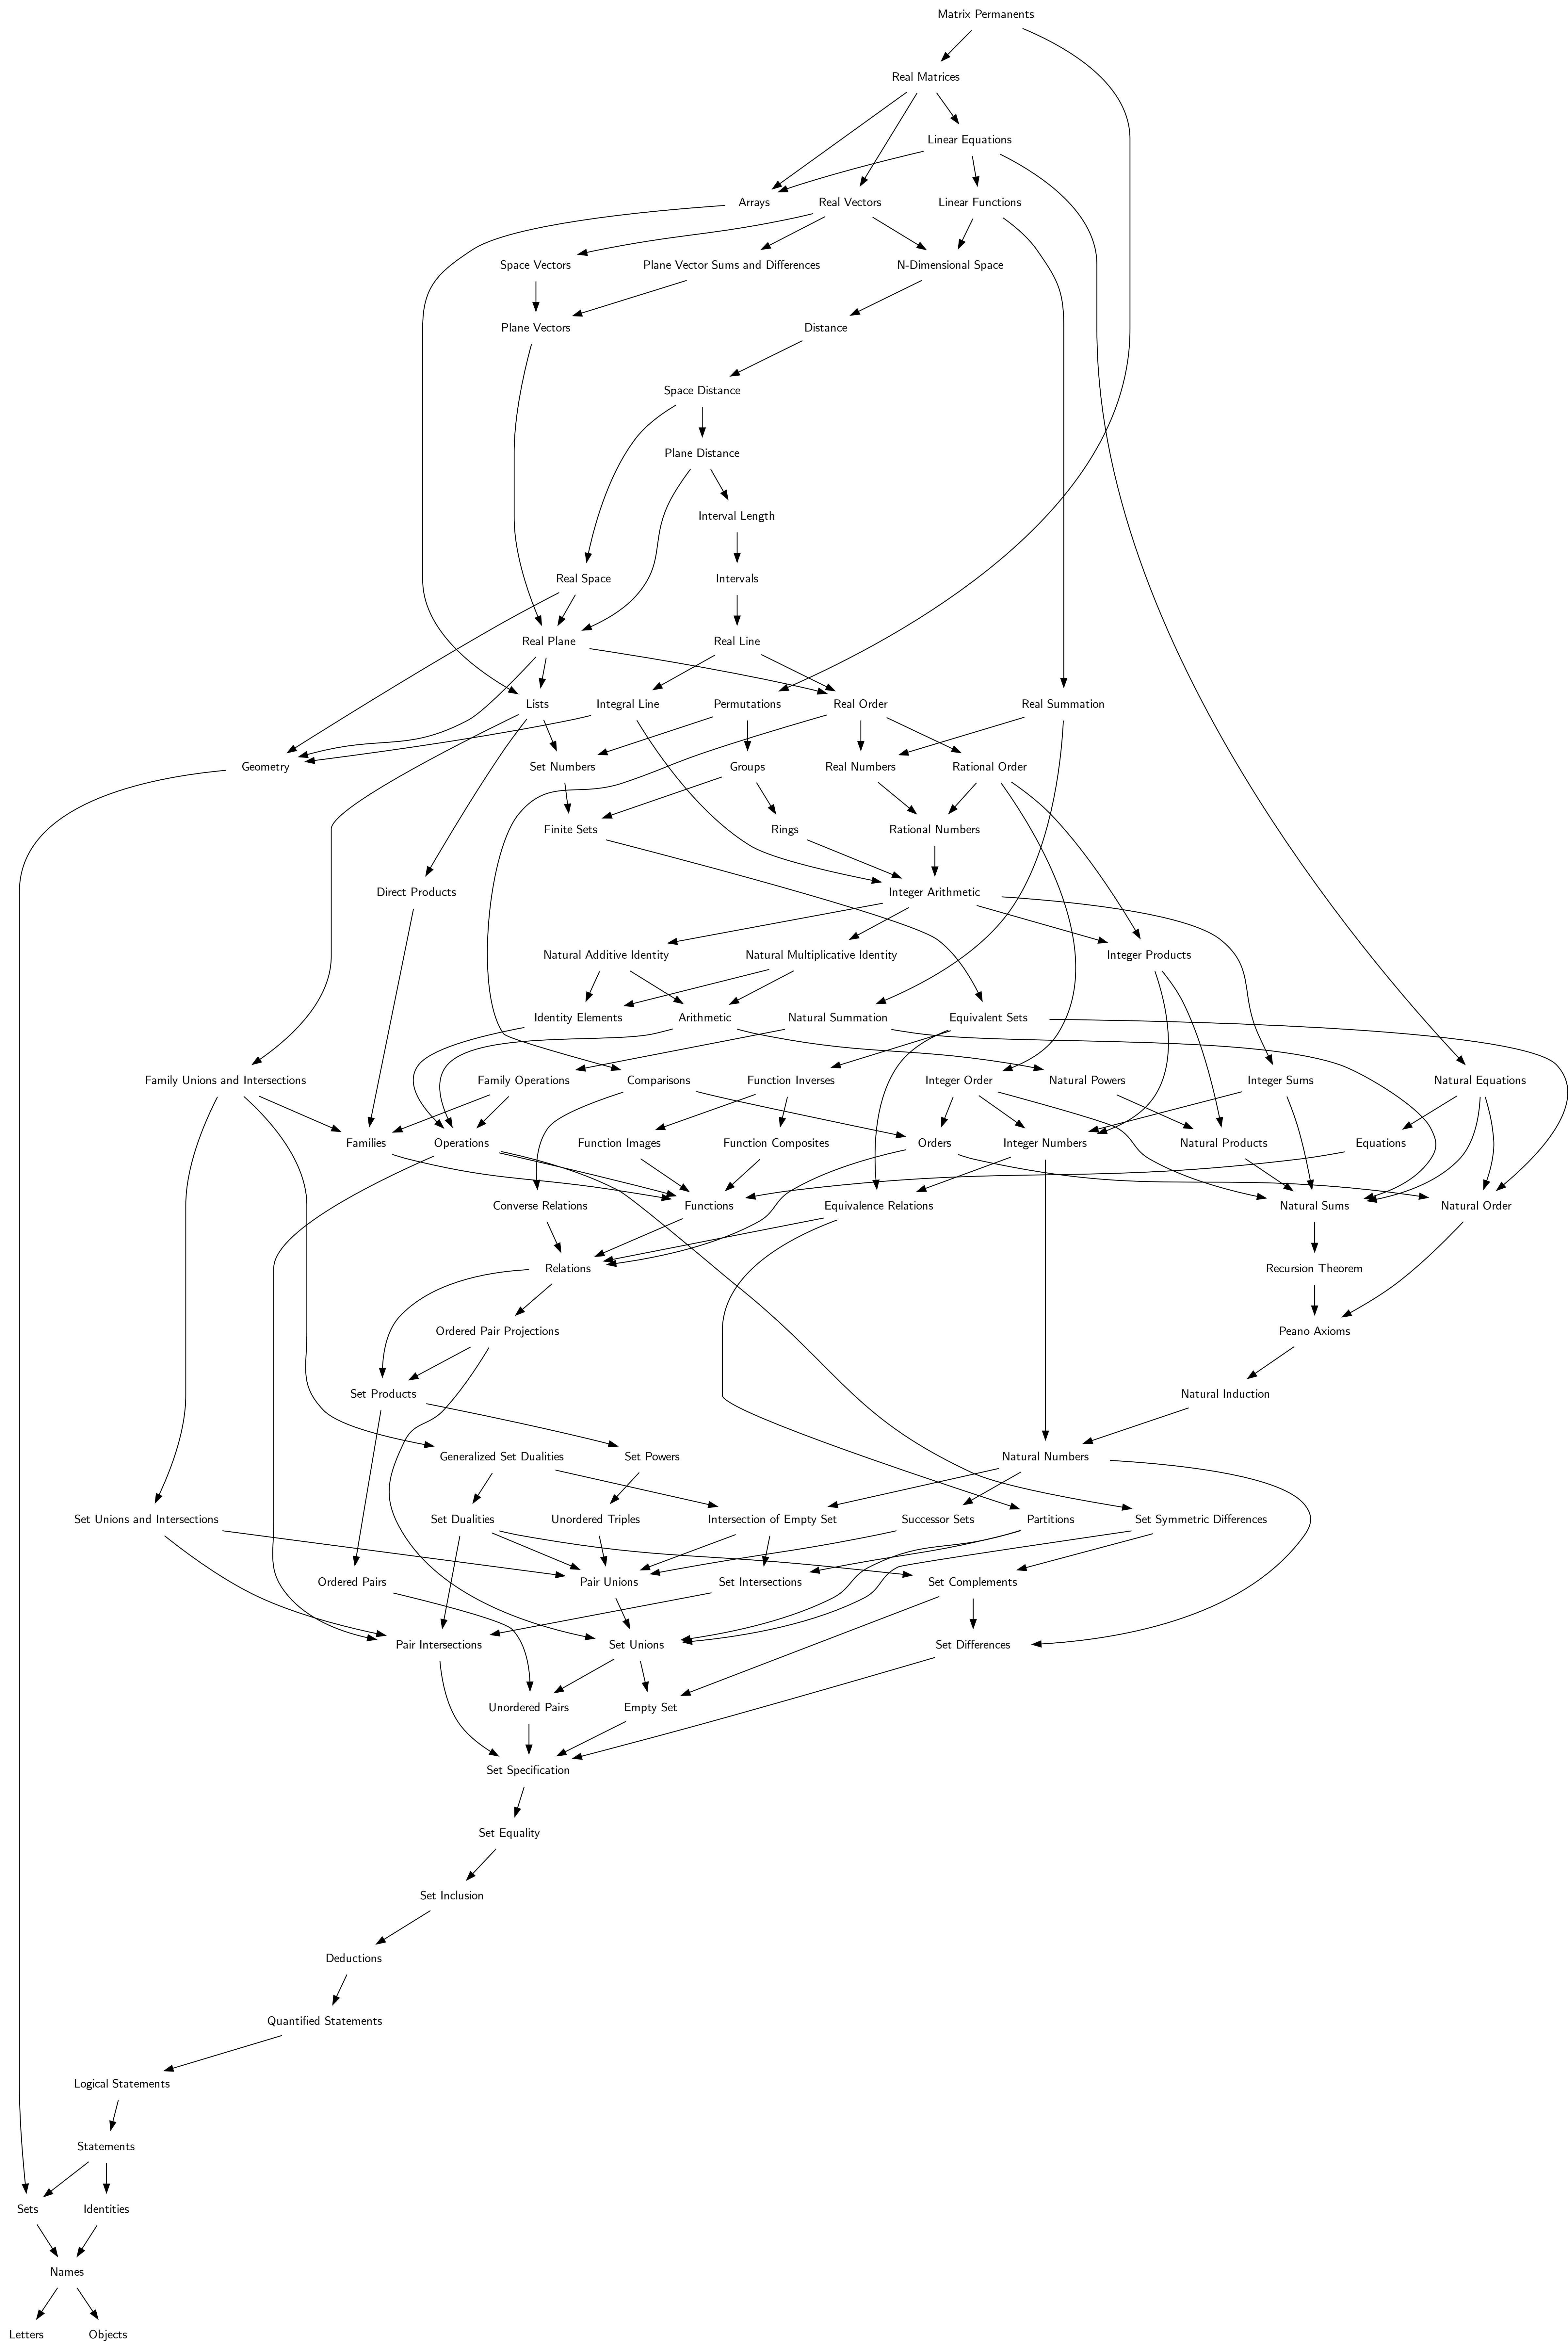 Matrix Permanents
Real Matrices
Linear Equations
Arrays
Real Vectors
Linear Functions
Space Vectors
Plane Vector Sums and Differences
N-Dimensional Space
Plane Vectors
Distance
Space Distance
Plane Distance
Interval Length
Real Space
Intervals
Real Plane
Real Line
Lists
Integral Line
Permutations
Real Order
Real Summation
Geometry
Set Numbers
Groups
Real Numbers
Rational Order
Finite Sets
Rings
Rational Numbers
Direct Products
Integer Arithmetic
Natural Additive Identity
Natural Multiplicative Identity
Integer Products
Identity Elements
Arithmetic
Natural Summation
Equivalent Sets
Family Unions and Intersections
Family Operations
Comparisons
Function Inverses
Integer Order
Natural Powers
Integer Sums
Natural Equations
Families
Operations
Function Images
Function Composites
Orders
Integer Numbers
Natural Products
Equations
Converse Relations
Functions
Equivalence Relations
Natural Sums
Natural Order
Relations
Recursion Theorem
Ordered Pair Projections
Peano Axioms
Set Products
Natural Induction
Generalized Set Dualities
Set Powers
Natural Numbers
Set Unions and Intersections
Set Dualities
Unordered Triples
Intersection of Empty Set
Successor Sets
Partitions
Set Symmetric Differences
Ordered Pairs
Pair Unions
Set Intersections
Set Complements
Pair Intersections
Set Unions
Set Differences
Unordered Pairs
Empty Set
Set Specification
Set Equality
Set Inclusion
Deductions
Quantified Statements
Logical Statements
Statements
Sets
Identities
Names
Letters
Objects